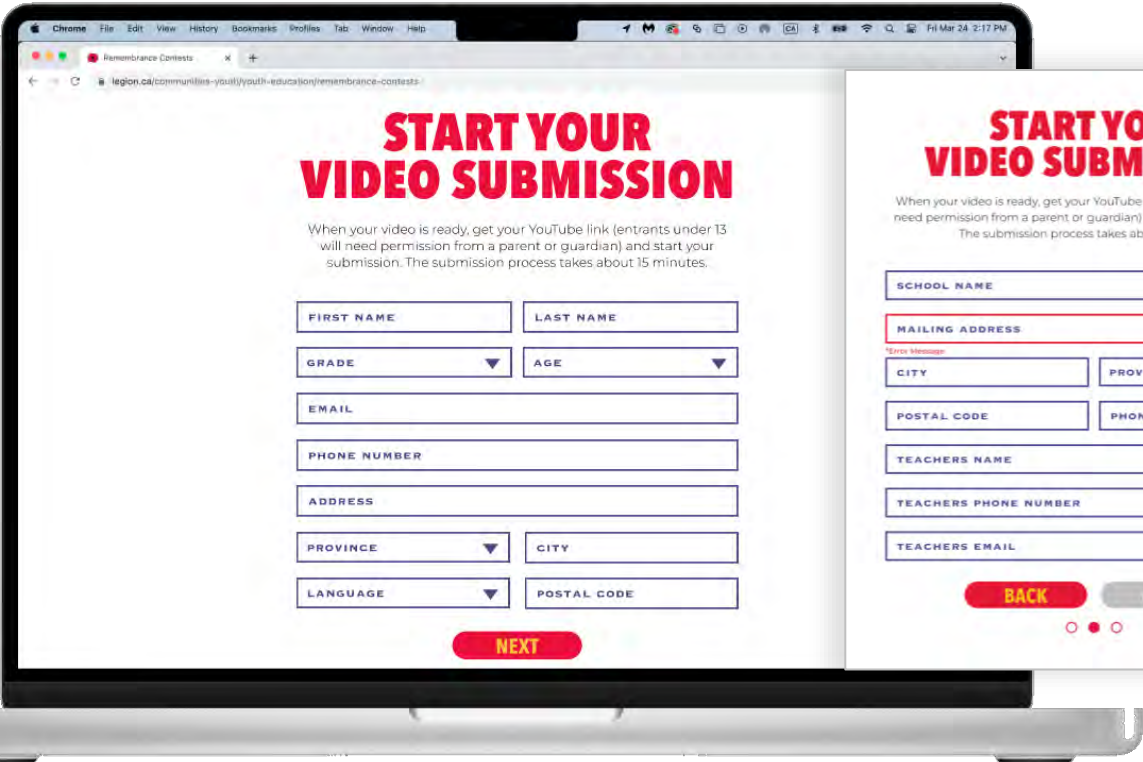 Chrome File Edit View History Bookmarks Profiles Tab Window Help
CA
Fri Mar 24 2:17 PM
Remembrance Contests
legion.ca/communities-youth/youth-education/remembrance-contests
START YOUR
VIDEO SUBMISSION
When your video is ready, get your YouTube link (entrants under 13
will need permission from a parent or guardian) and start your
submission. The submission process takes about 15 minutes.
FIRST NAME
LAST NAME
GRADE
AGE
EMAIL
PHONE NUMBER
ADDRESS
PROVINCE
CITY
LANGUAGE
POSTAL CODE
NEXT
START YO
VIDEO SUBM
When your video is ready, get your YouTube
need permission from a parent or guardian)
The submission process takes ab
SCHOOL NAME
MAILING ADDRESS
*Error Message
CITY
PROV
POSTAL CODE
PHON
TEACHERS NAME
TEACHERS PHONE NUMBER
TEACHERS EMAIL
BACK